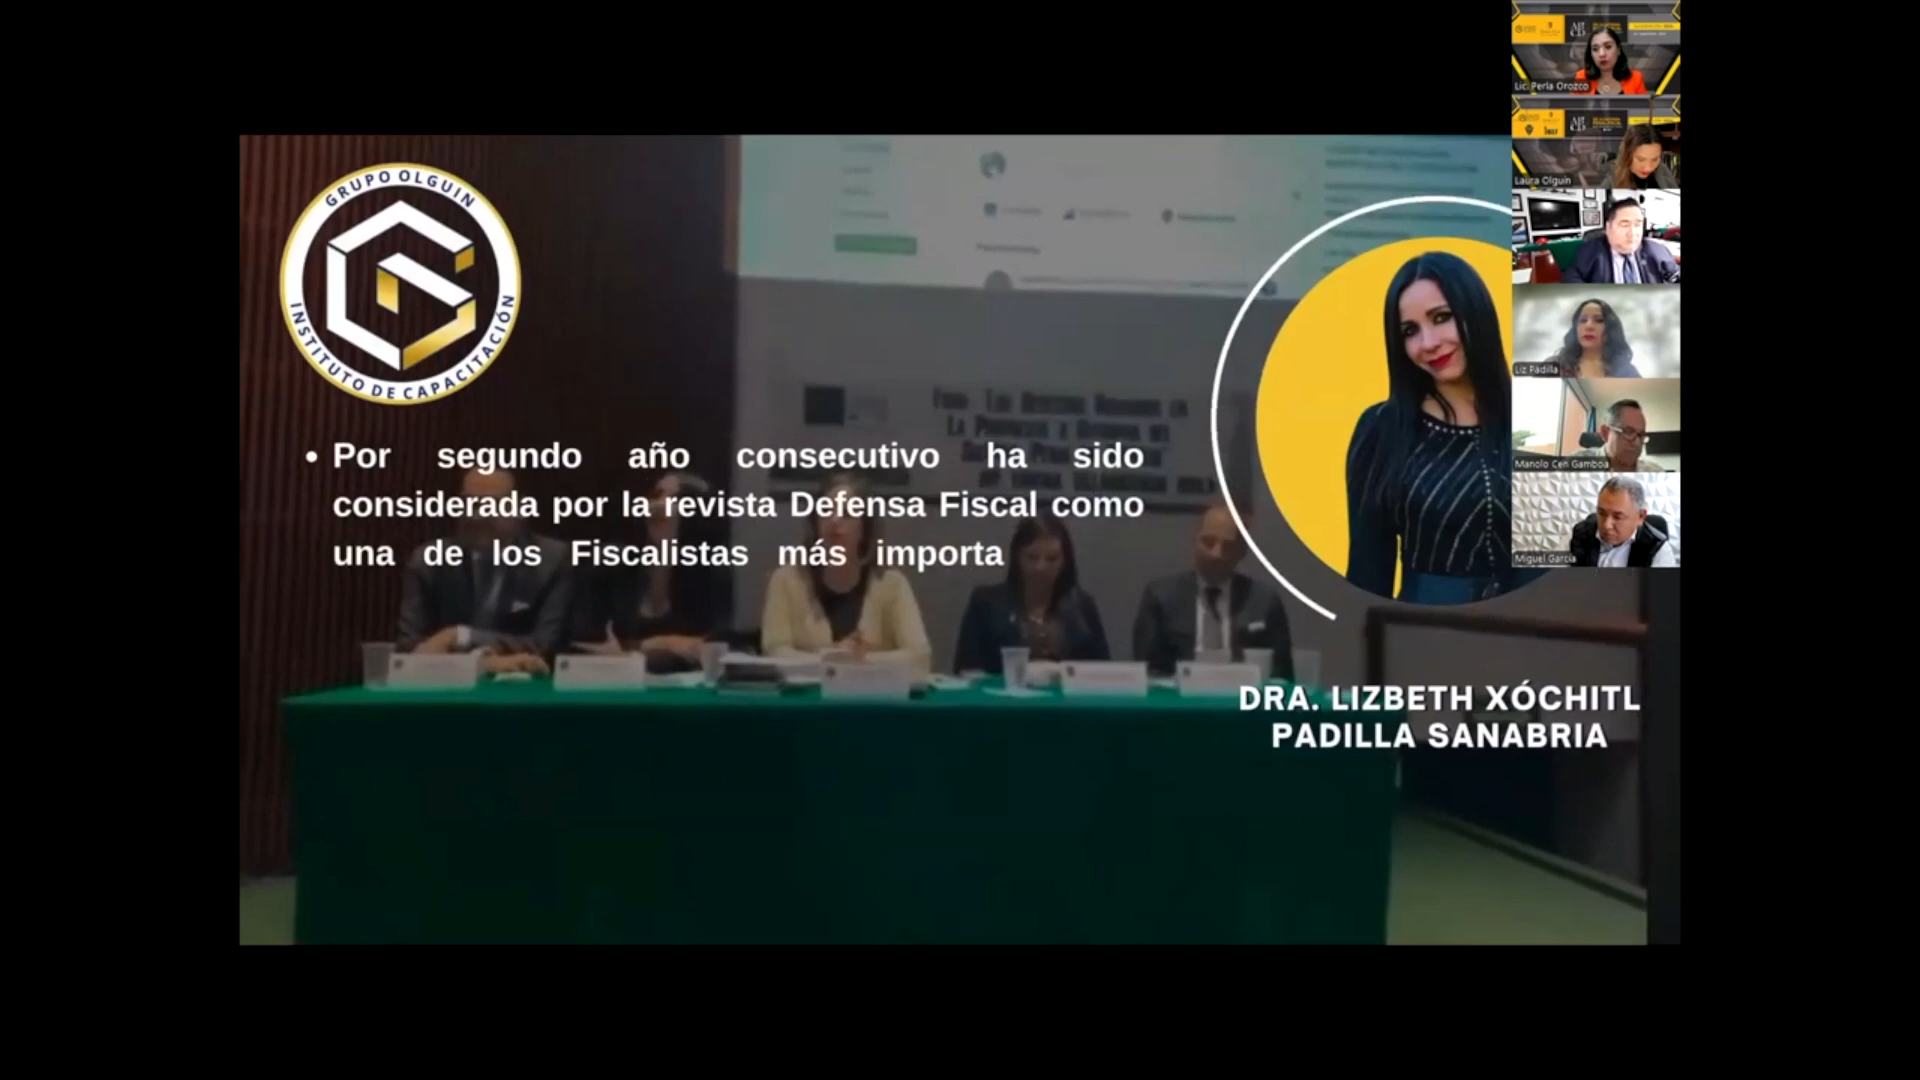 GRUPO OLGUIN
INSTITUTO DE CAPACITACIÓN
• Por segundo año consecutivo ha sido
considerada por la revista Defensa Fiscal como
una de los Fiscalistas más importa
DRA. LIZBETH XÓCHITL
PADILLA SANABRIA
Lic. Perla Orozco
Laura Olguin
Liz Padilla
Manolo Cen Gamboa
Miguel García